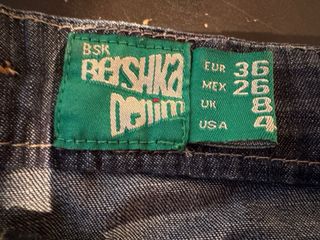 BSK
BERSHKA
DENIM
EUR 36
MEX 26
UK 8
USA 4